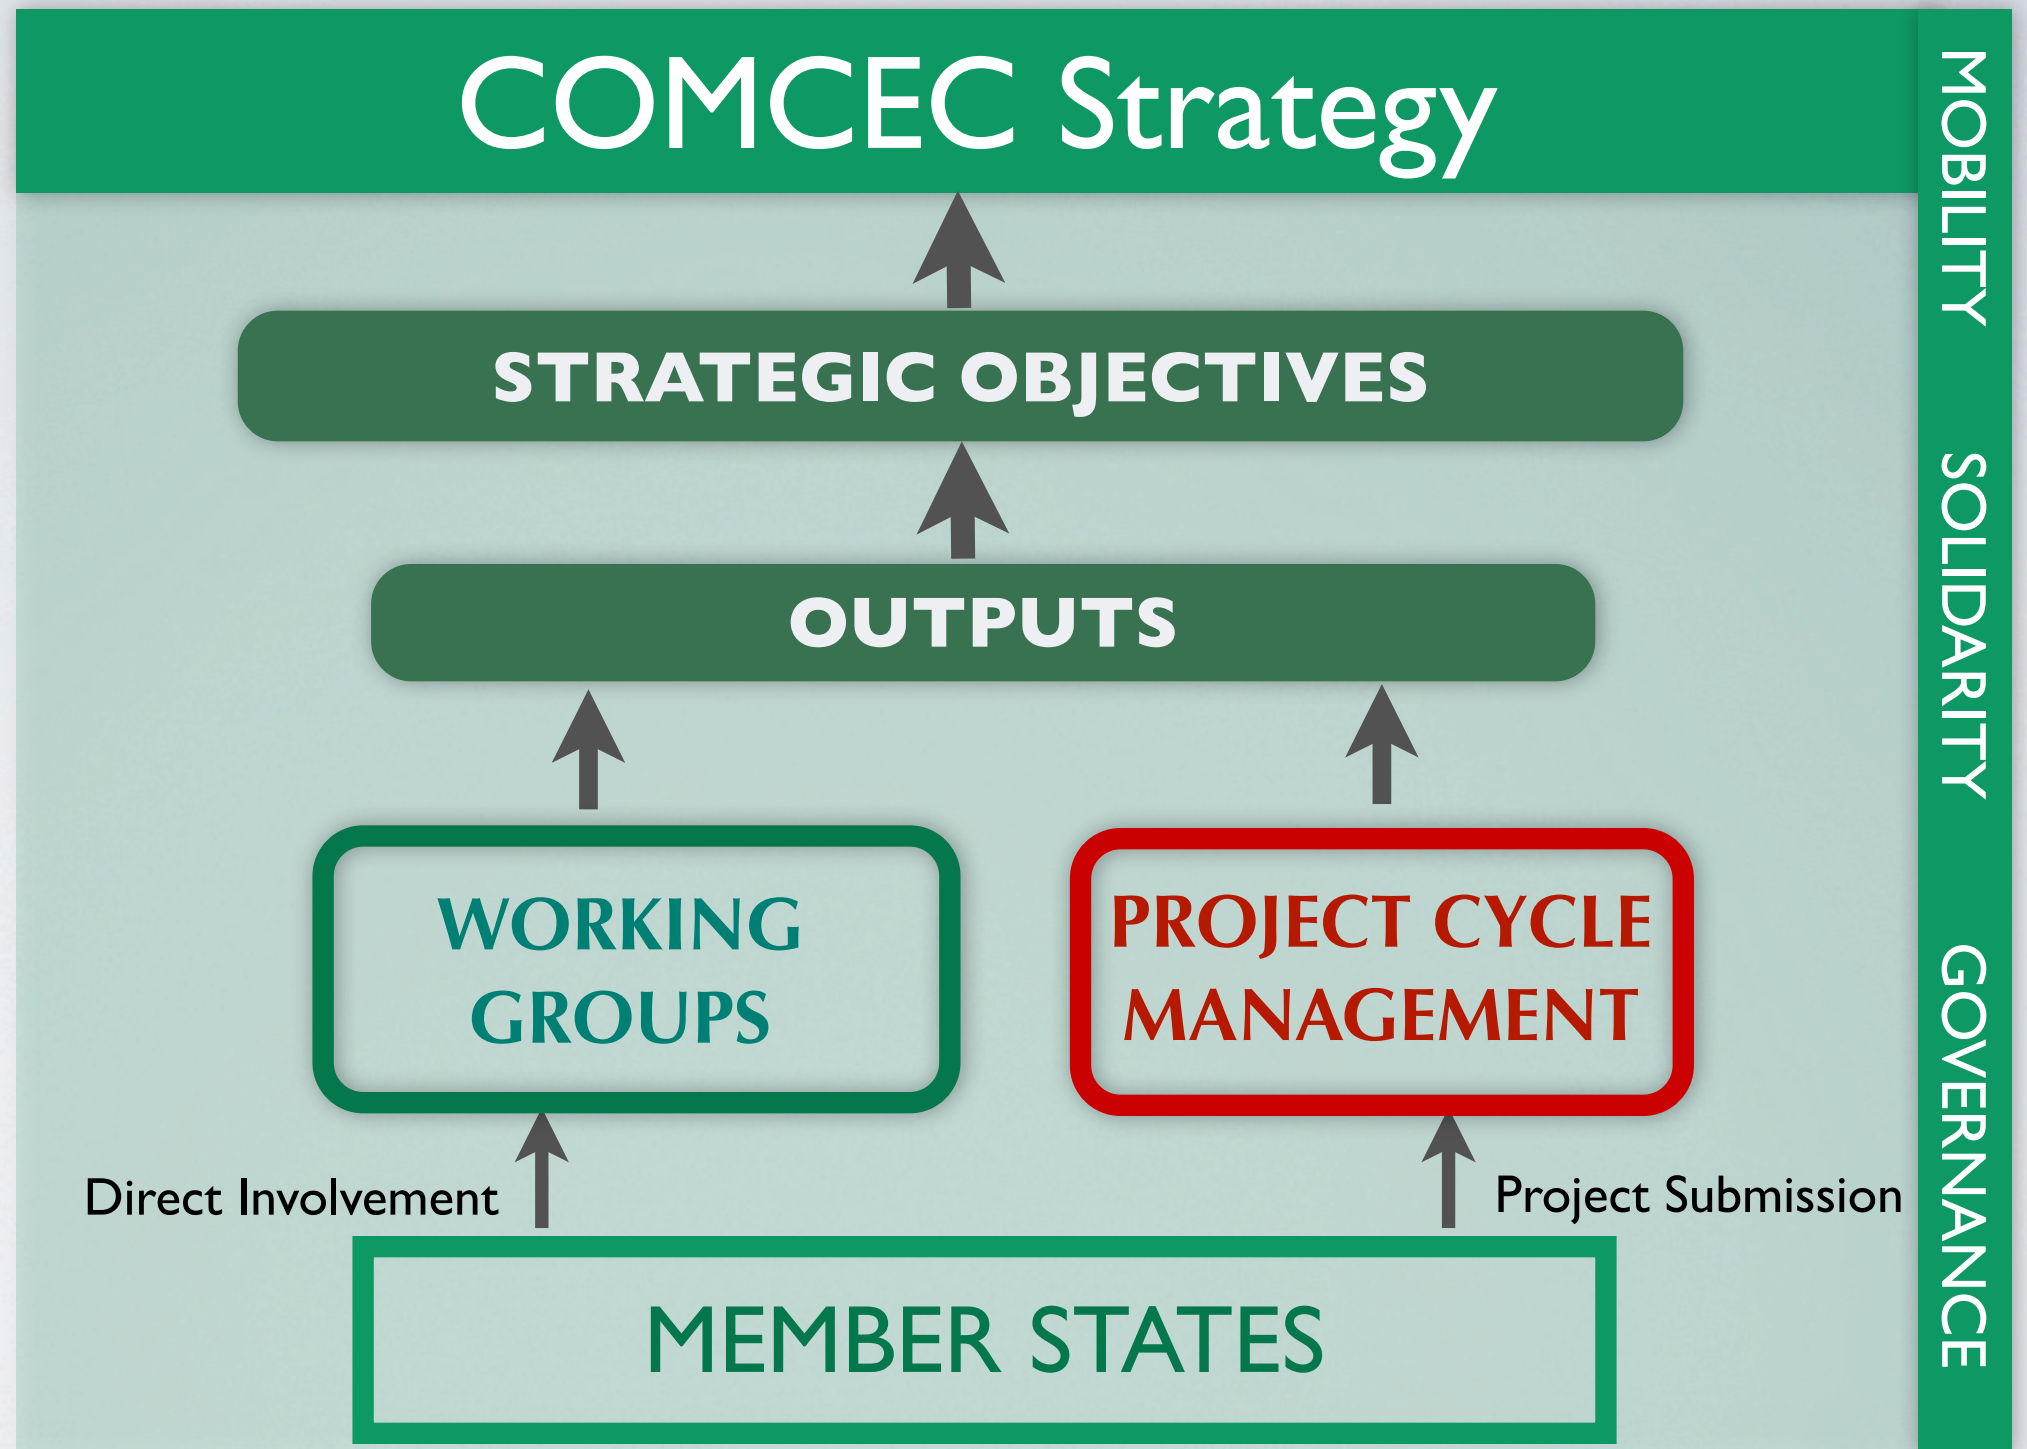 COMCEC Strategy
STRATEGIC OBJECTIVES
OUTPUTS
WORKING
GROUPS
PROJECT CYCLE
MANAGEMENT
Direct Involvement
Project Submission
MEMBER STATES
MOBILITY SOLIDARITY GOVERNANCE